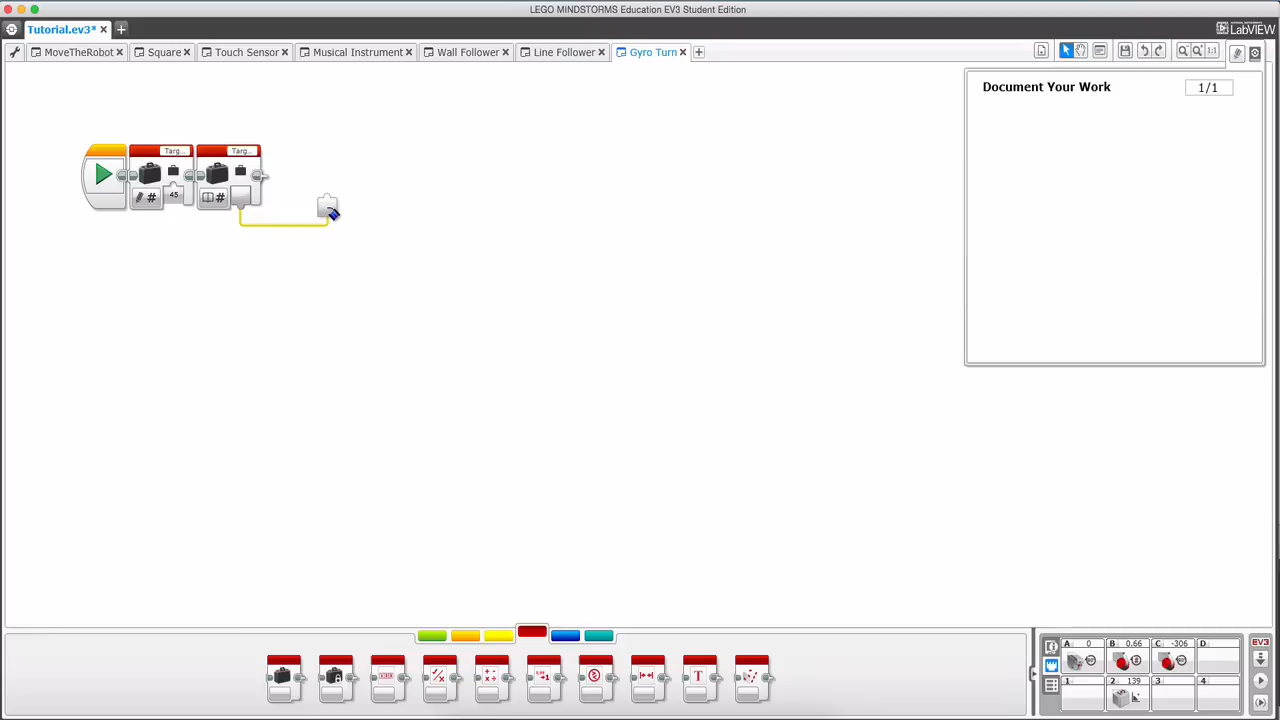 LEGO MINDSTORMS Education EV3 Student Edition
Tutorial.ev3*
LabVIEW
MoveTheRobot
Square
Touch Sensor
Musical Instrument
Wall Follower
Line Follower
Gyro Turn
1:1
Document Your Work
1/1
Targ...
Targ...
#
45
#
T
A 0
B 0.66
C -306
D
EV3
1
2 139
3
4